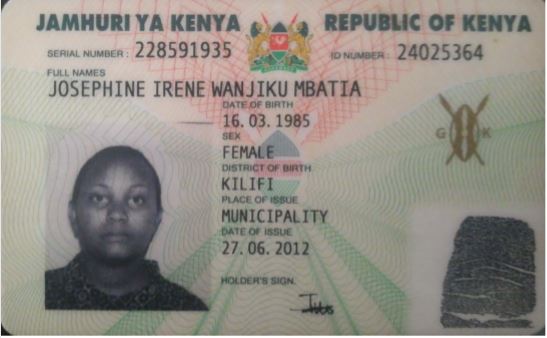 JAMHURI YA KENYA REPUBLIC OF KENYA
SERIAL NUMBER: 228591935 ID NUMBER: 24025364
FULL NAMES
JOSEPHINE IRENE WANJIKU MBATIA
DATE OF BIRTH
16. 03. 1985
SEX
FEMALE
DISTRICT OF BIRTH
KILIFI
PLACE OF ISSUE
MUNICIPALITY
DATE OF ISSUE
27. 06. 2012
HOLDER'S SIGN.
G K